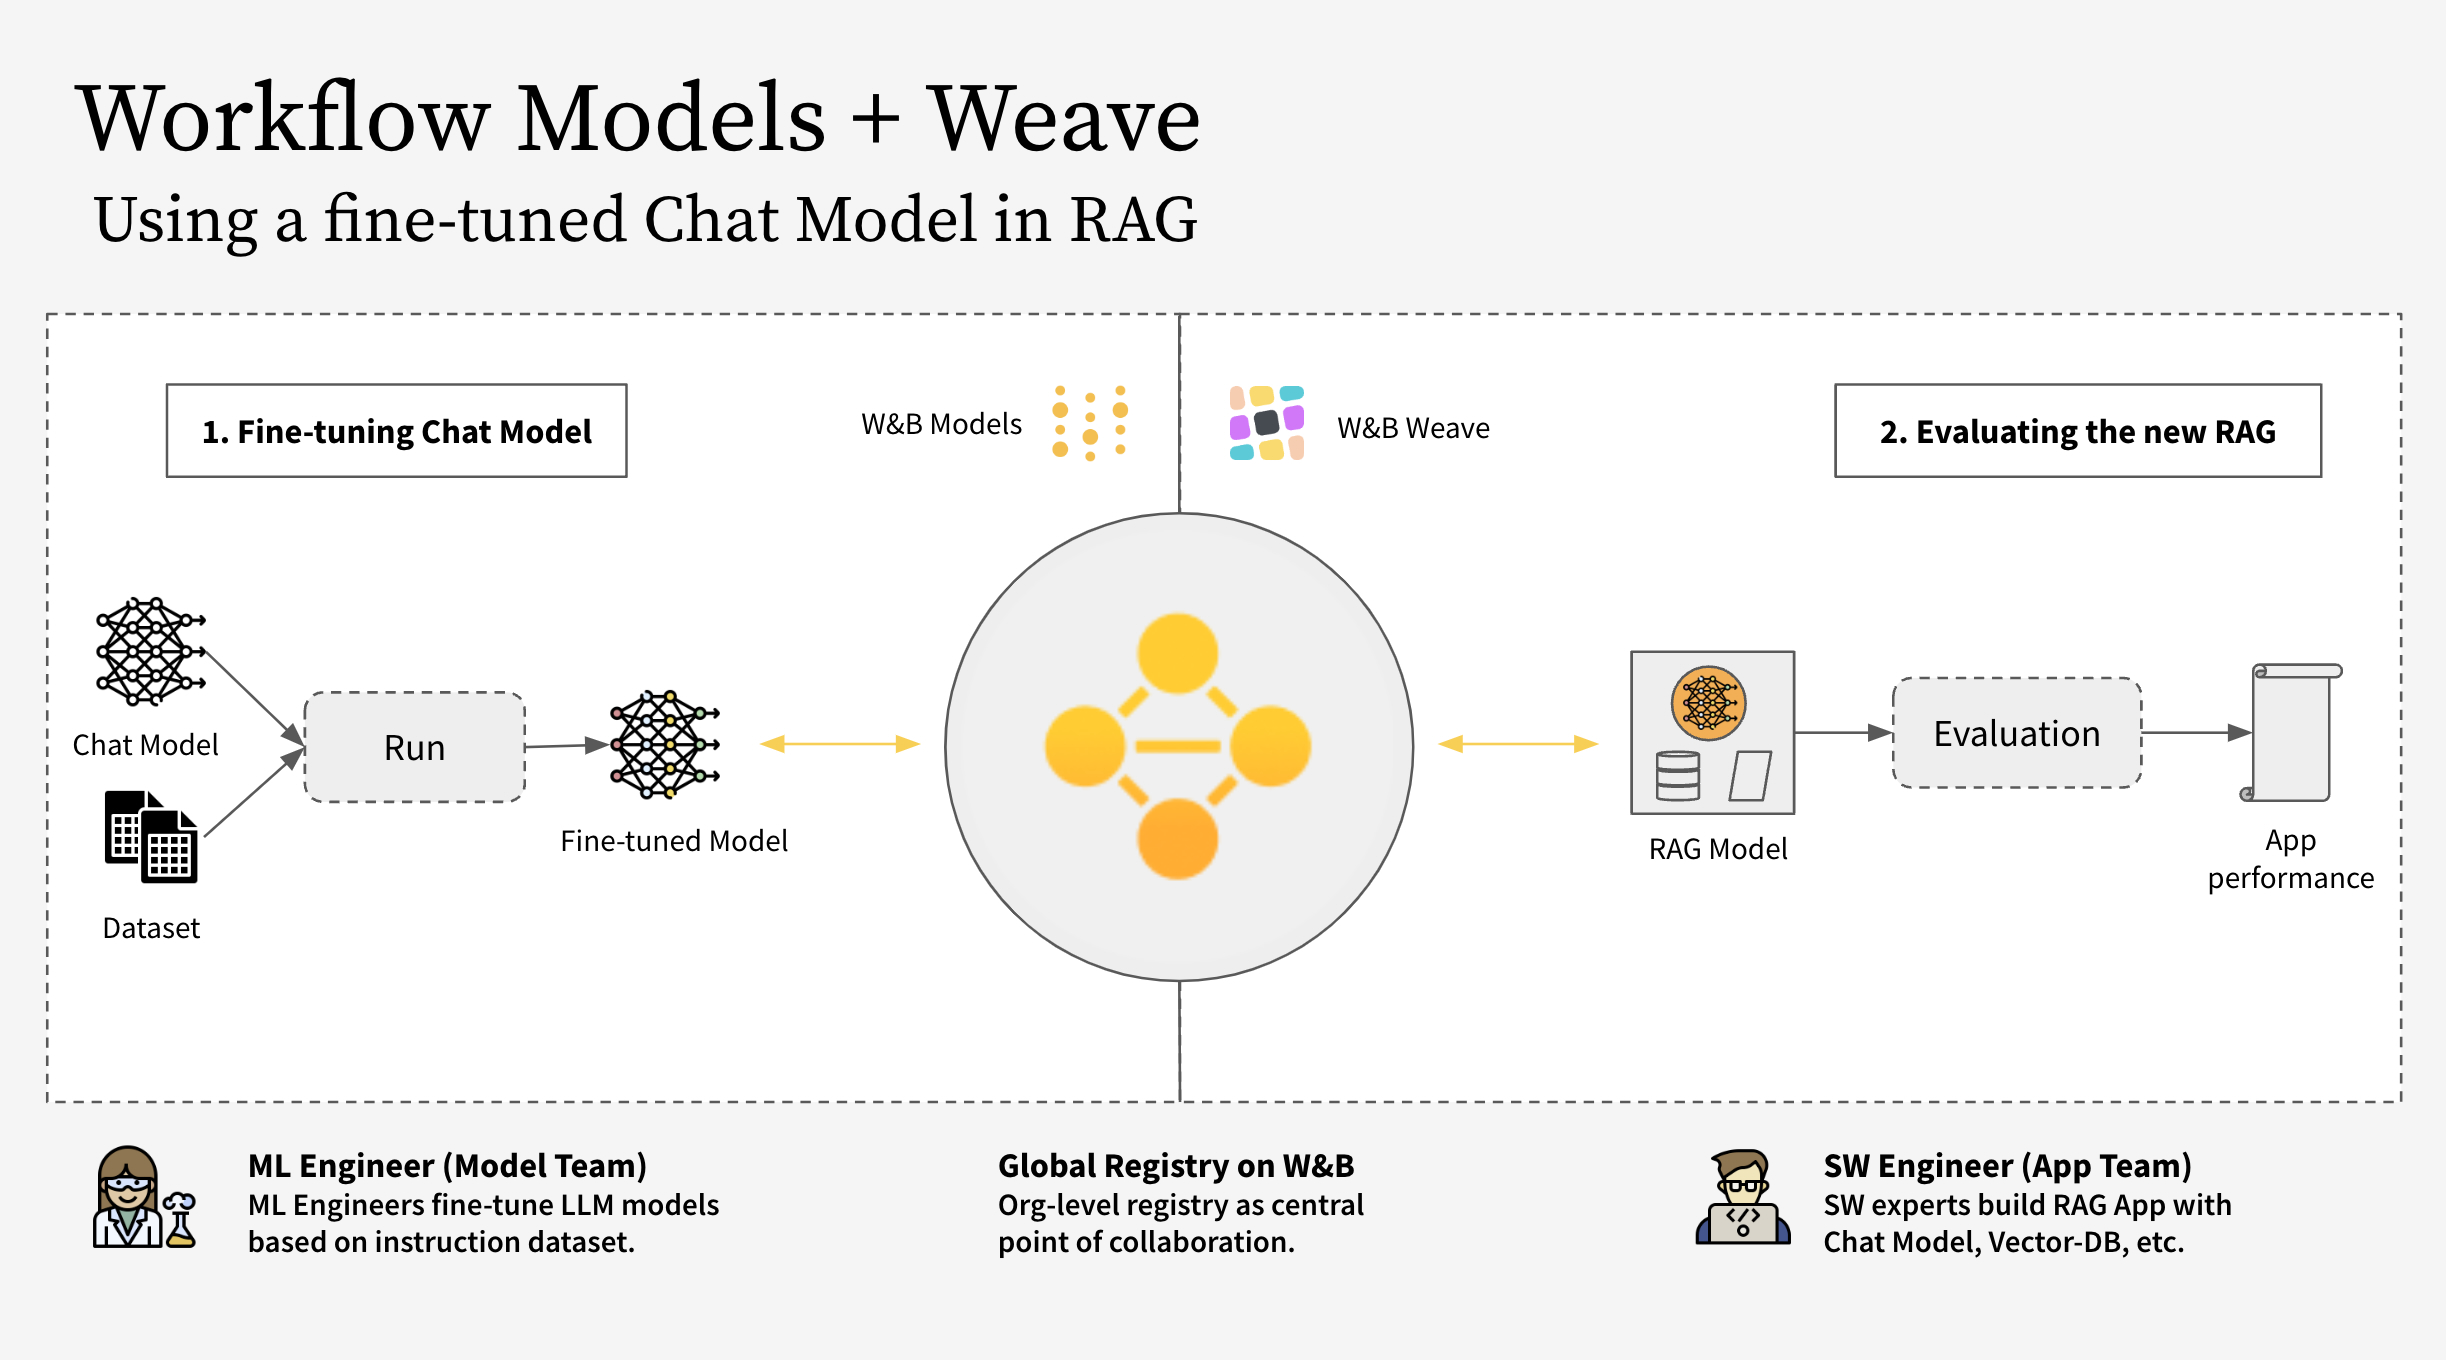 Workflow Models + Weave
Using a fine-tuned Chat Model in RAG
1. Fine-tuning Chat Model
W&B Models
W&B Weave
2. Evaluating the new RAG
Chat Model
Dataset
Run
Fine-tuned Model
RAG Model
Evaluation
App
performance
ML Engineer (Model Team)
ML Engineers fine-tune LLM models
based on instruction dataset.
Global Registry on W&B
Org-level registry as central
point of collaboration.
SW Engineer (App Team)
SW experts build RAG App with
Chat Model, Vector-DB, etc.